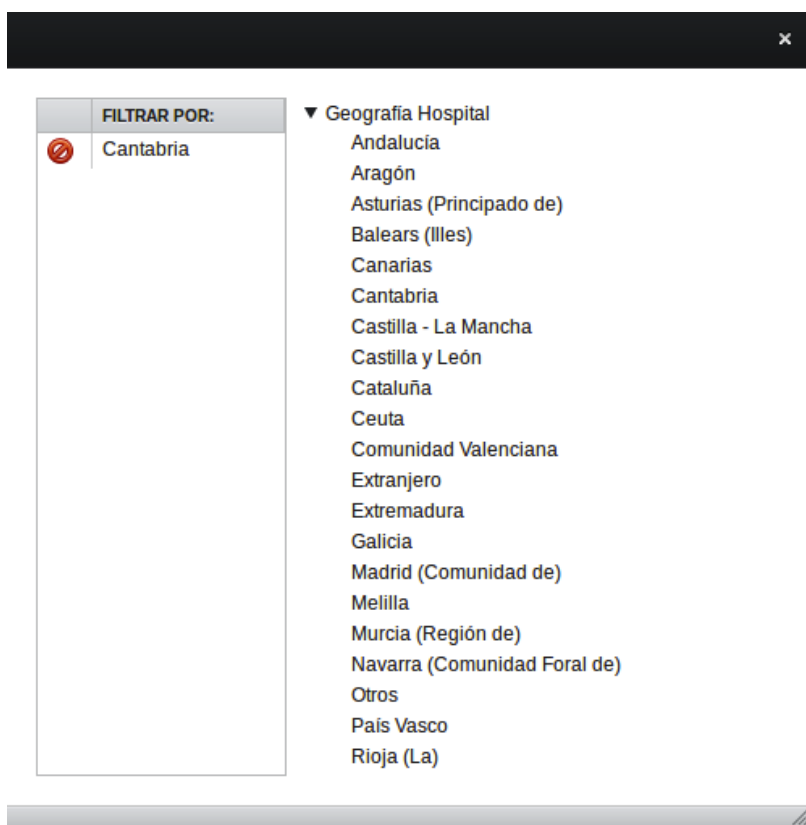 FILTRAR POR:
Cantabria
▼ Geografía Hospital
Andalucía
Aragón
Asturias (Principado de)
Balears (Illes)
Canarias
Cantabria
Castilla - La Mancha
Castilla y León
Cataluña
Ceuta
Comunidad Valenciana
Extranjero
Extremadura
Galicia
Madrid (Comunidad de)
Melilla
Murcia (Región de)
Navarra (Comunidad Foral de)
Otros
País Vasco
Rioja (La)